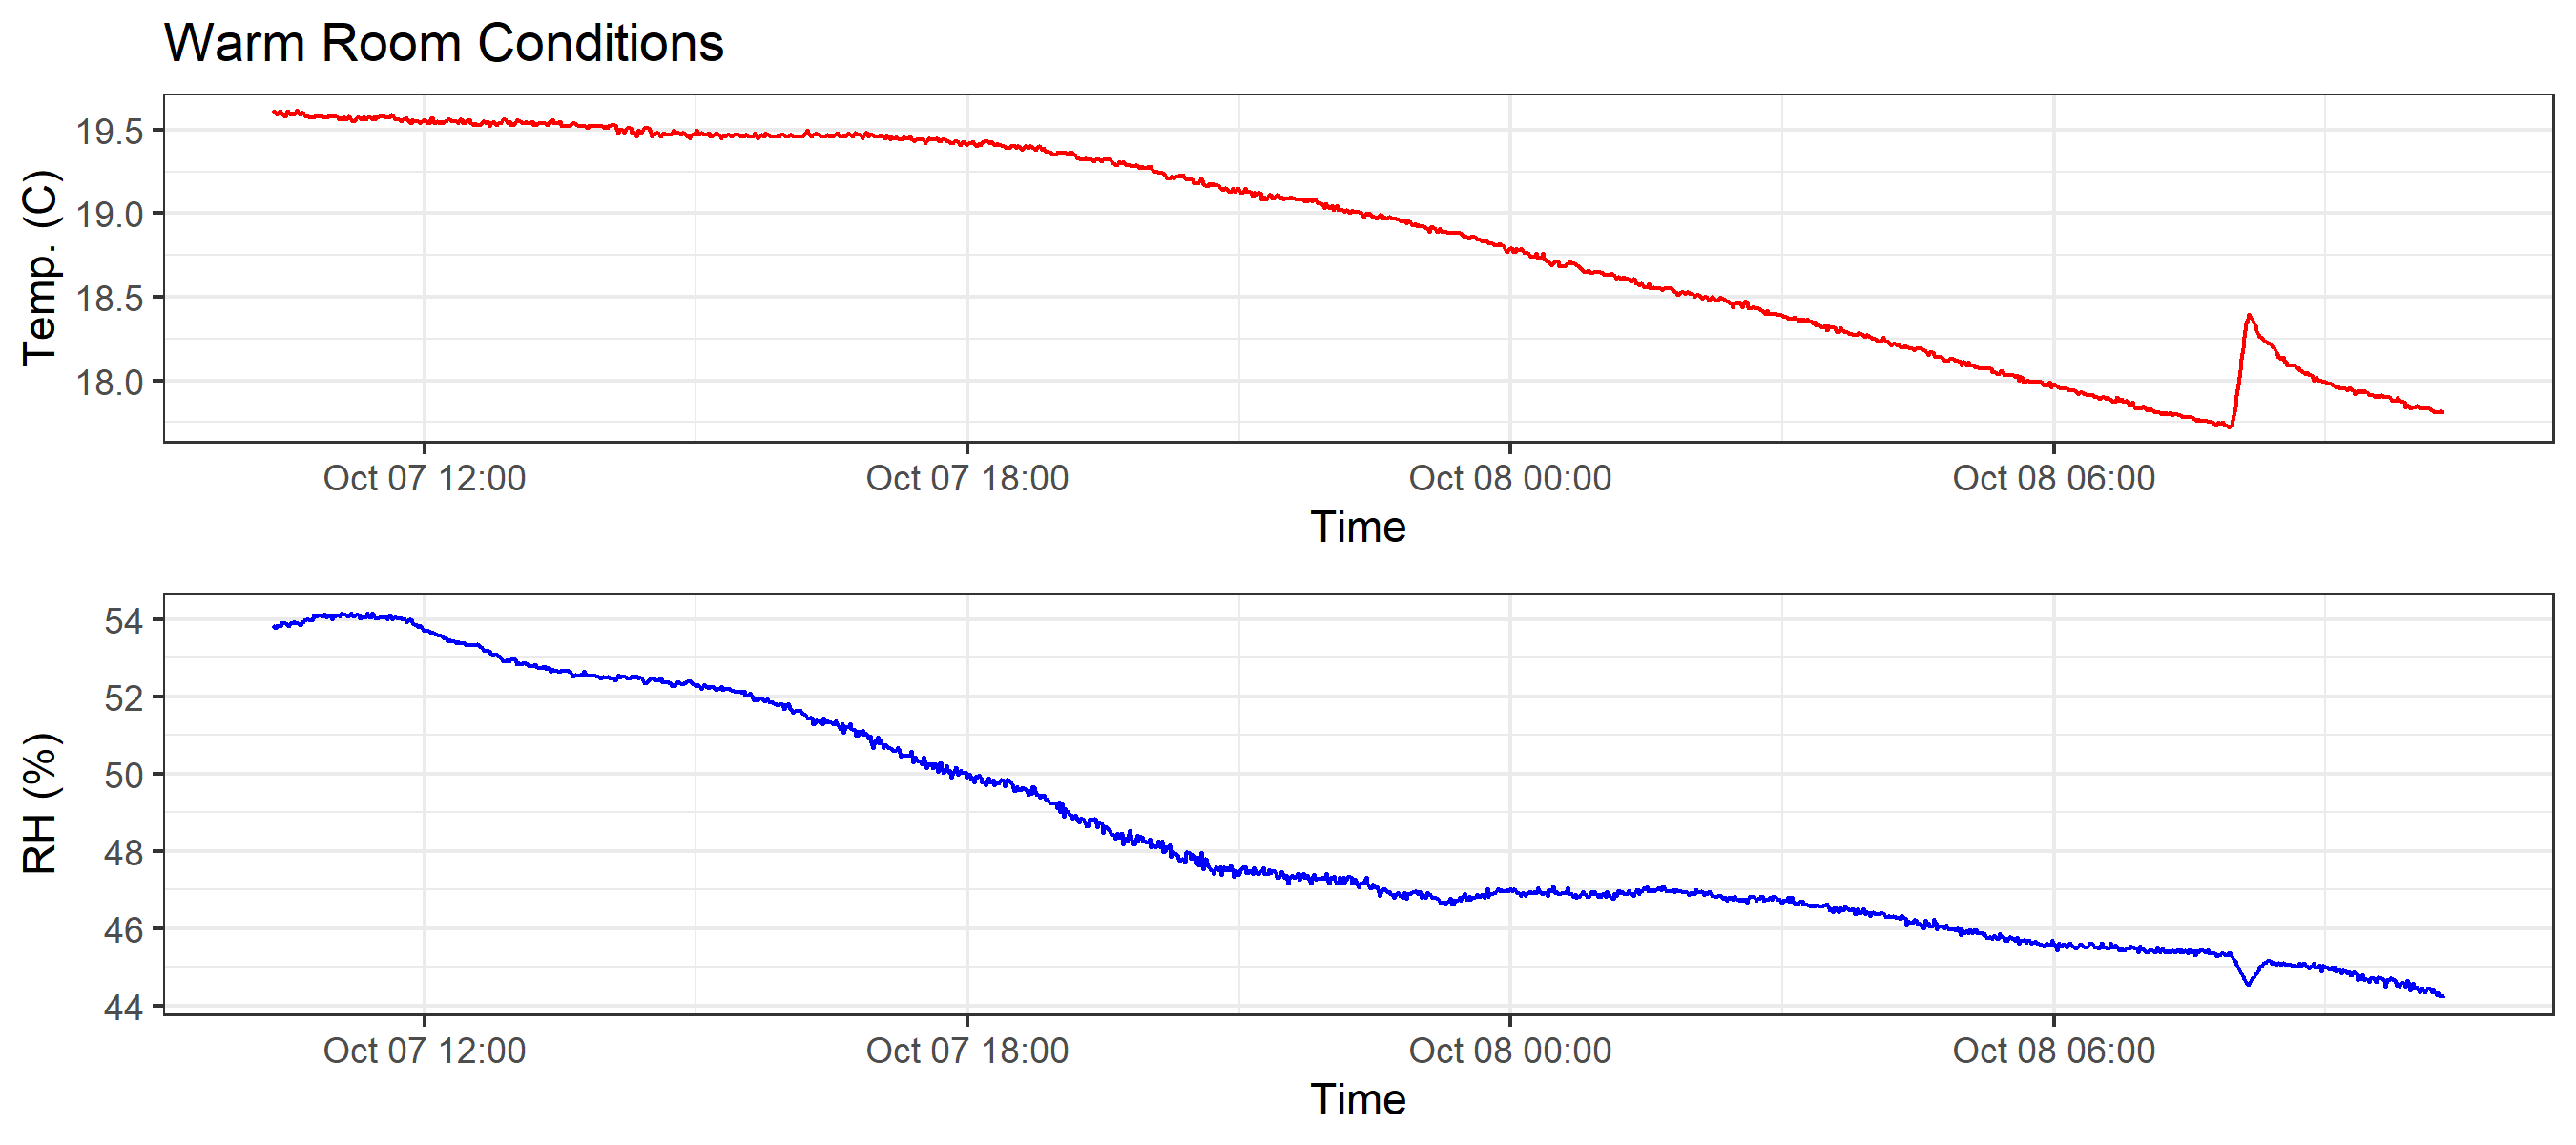 Warm Room Conditions
Temp. (C)
19.5
19.0
18.5
18.0
Oct 07 12:00 Oct 07 18:00 Oct 08 00:00 Oct 08 06:00
Time
RH (%)
54
52
50
48
46
44
Oct 07 12:00 Oct 07 18:00 Oct 08 00:00 Oct 08 06:00
Time